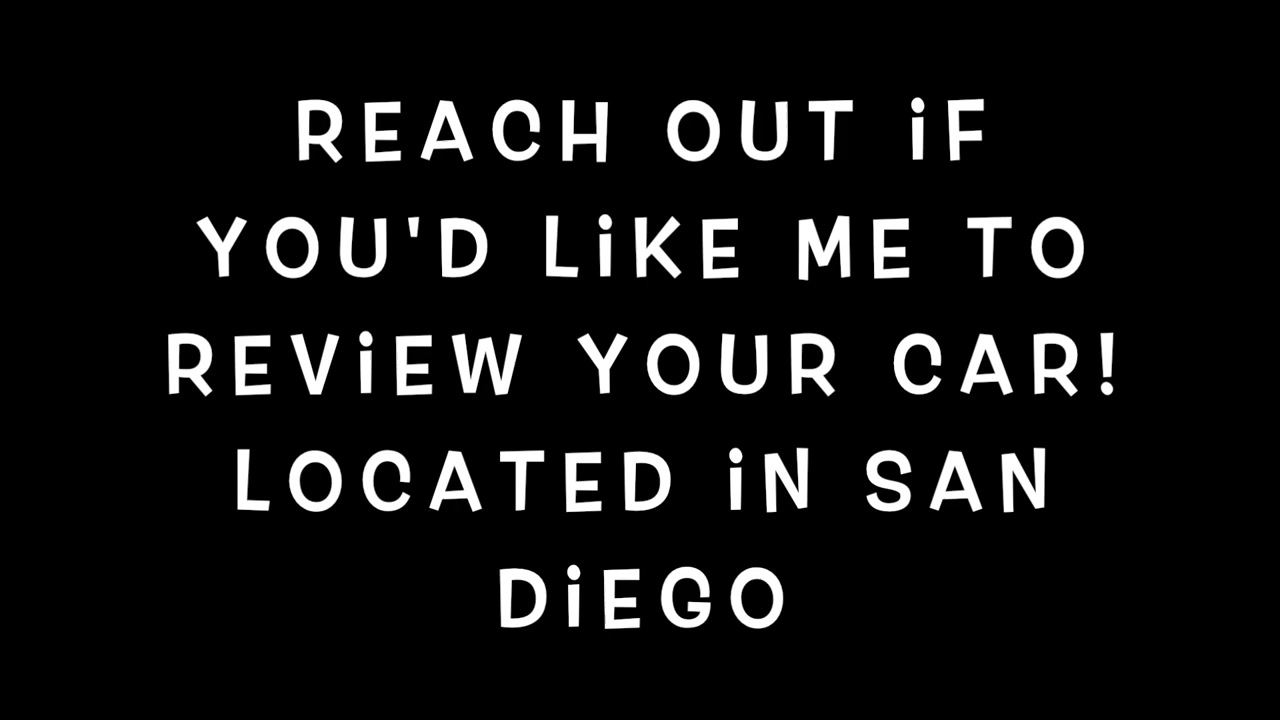 REACH OUT iF
YOU'D LiKE ME TO
REViEW YOUR CAR!
LOCATED iN SAN
DiEGO